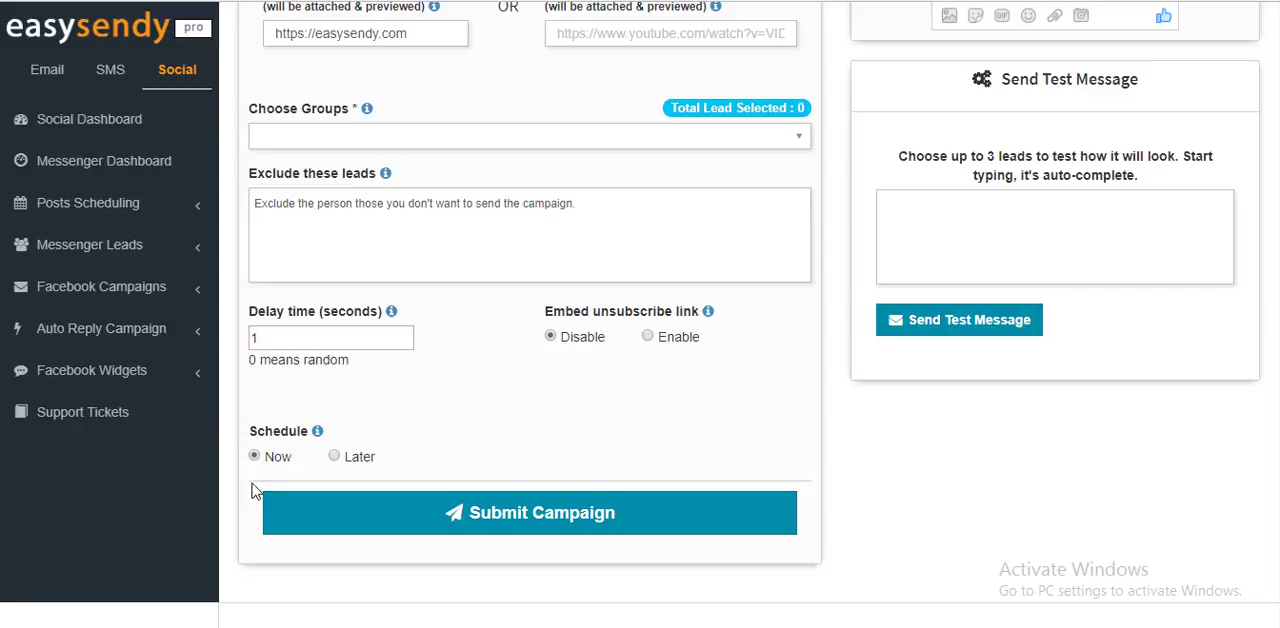 easysendy pro
Email SMS Social
Social Dashboard
Messenger Dashboard
Posts Scheduling
Messenger Leads
Facebook Campaigns
Auto Reply Campaign
Facebook Widgets
Support Tickets
(will be attached & previewed) OR (will be attached & previewed)
https://easysendy.com https://www.youtube.com/watch?v=VID
Choose Groups * Total Lead Selected : 0
Exclude these leads
Exclude the person those you don't want to send the campaign.
Delay time (seconds) Embed unsubscribe link
1 Disable Enable
0 means random
Schedule
Now Later
Submit Campaign
GIF
Send Test Message
Choose up to 3 leads to test how it will look. Start
typing, it's auto-complete.
Send Test Message
Activate Windows
Go to PC settings to activate Windows.